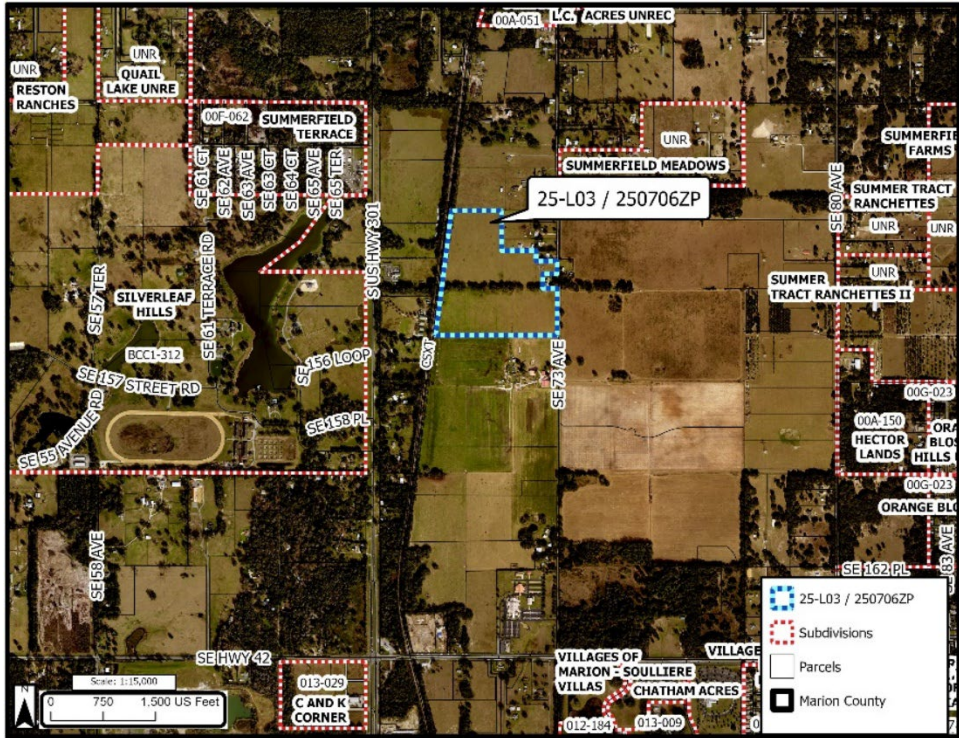 00A-051
L.C. ACRES UNREC
UNR
RESTON
RANCHES
UNR
QUAIL
LAKE UNRE
00F-062
SUMMERFIELD
TERRACE
UNR
SUMMERFIELD MEADOWS
SUMMERFIE
FARMS
SE 61 CT
SE 62 AVE
SE 63 AVE
SE 63 CT
SE 64 CT
SE 65 AVE
SE 65 TER
25-L03 / 250706ZP
SE 80 AVE
SUMMER TRACT
RANCHETTES
UNR
UNR
UNR
SUMMER
TRACT RANCHETTES II
S US HWY 301
SE 57 TER
SILVERLEAF
HILLS
SE 61 TERRACE RD
BCC1-312
SE 156 LOOP
SE 157 STREET RD
SE 158 PL
SE 55 AVENUE RD
CSXT
SE 73 AVE
00G-023
00A-150
HECTOR
LANDS
ORA
BLOS
HILLS
00G-023
ORANGE BLO
SE 58 AVE
SE 162 PL
SE 83 AVE
SE HWY 42
013-029
C AND K
CORNER
VILLAGES OF
MARION - SOULLIERE
VILLAS
VILLAGE
CHATHAM ACRES
012-184
013-009
25-L03 / 250706ZP
Subdivisions
Parcels
Marion County
N
Scale: 1:15,000
0 750 1,500 US Feet